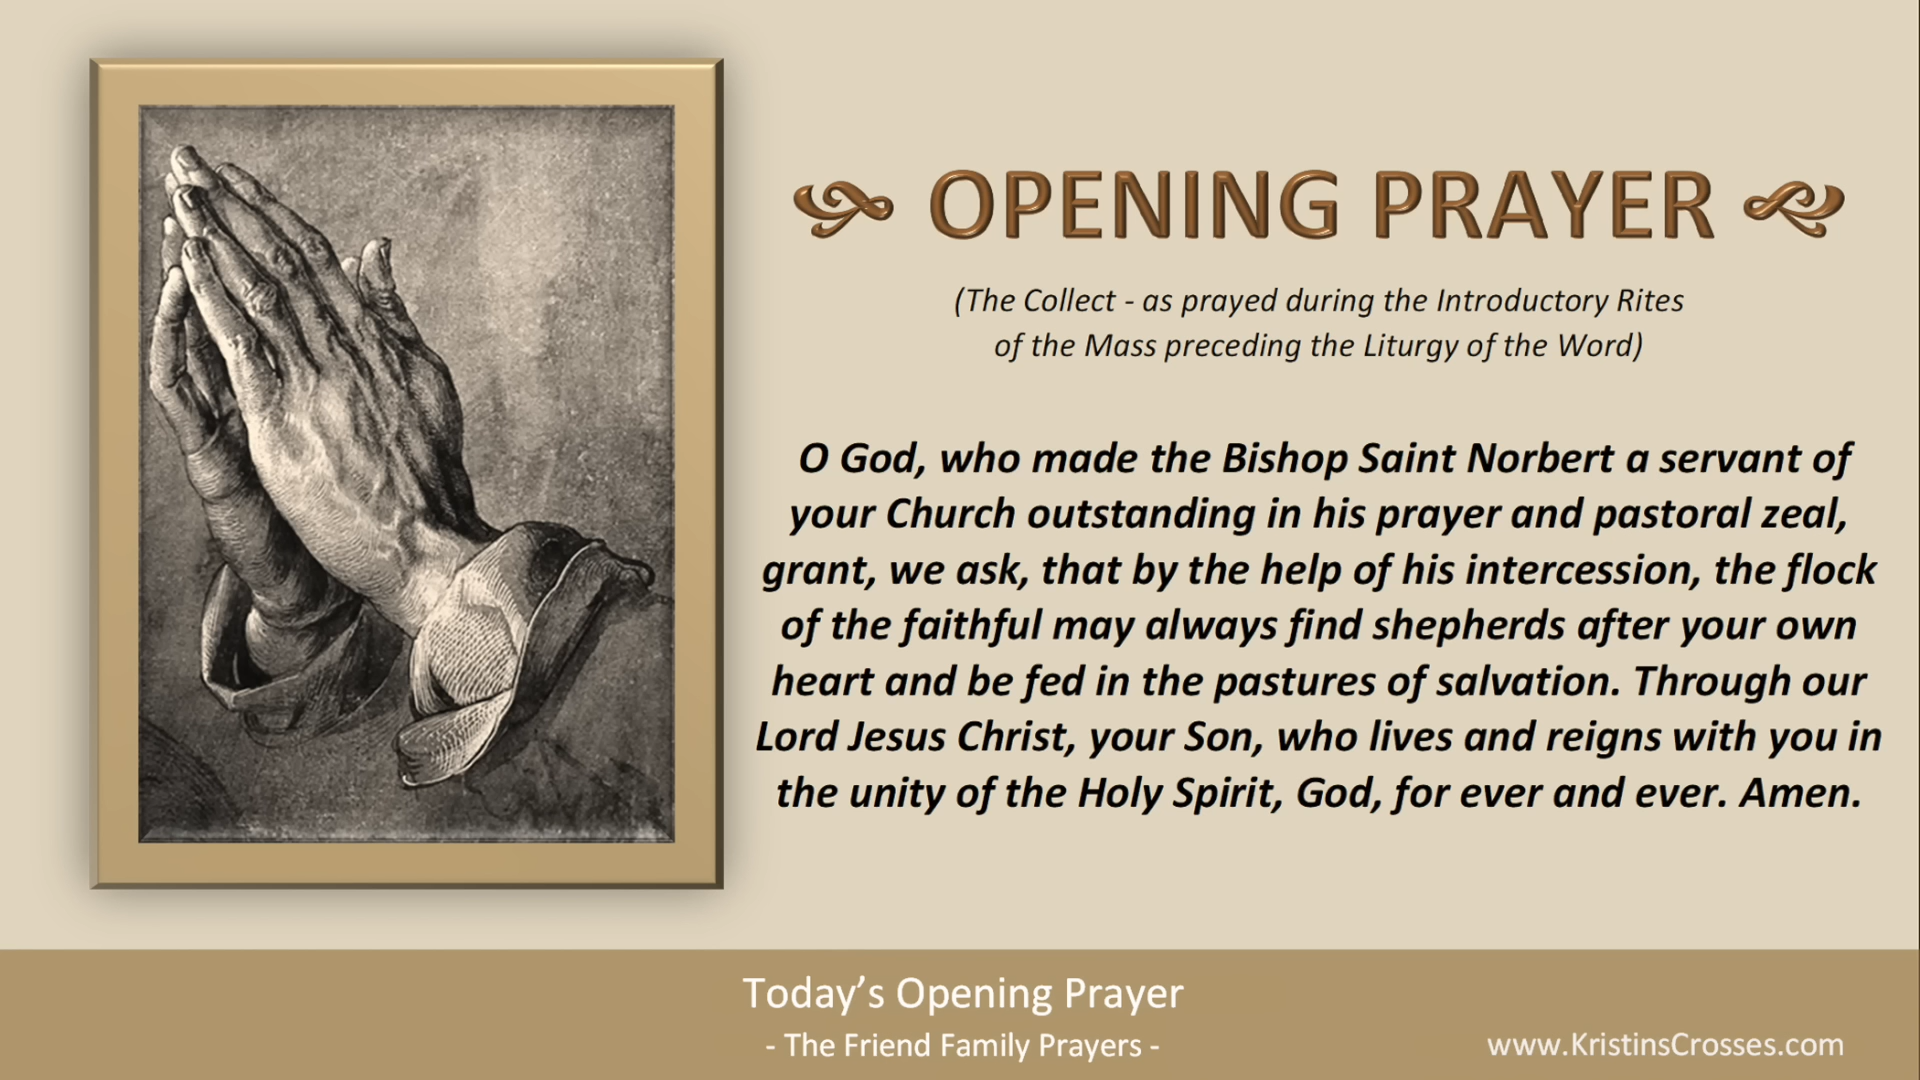 OPENING PRAYER
(The Collect - as prayed during the Introductory Rites
of the Mass preceding the Liturgy of the Word)
O God, who made the Bishop Saint Norbert a servant of
your Church outstanding in his prayer and pastoral zeal,
grant, we ask, that by the help of his intercession, the flock
of the faithful may always find shepherds after your own
heart and be fed in the pastures of salvation. Through our
Lord Jesus Christ, your Son, who lives and reigns with you in
the unity of the Holy Spirit, God, for ever and ever. Amen.
Today’s Opening Prayer
- The Friend Family Prayers -
www.KristinsCrosses.com